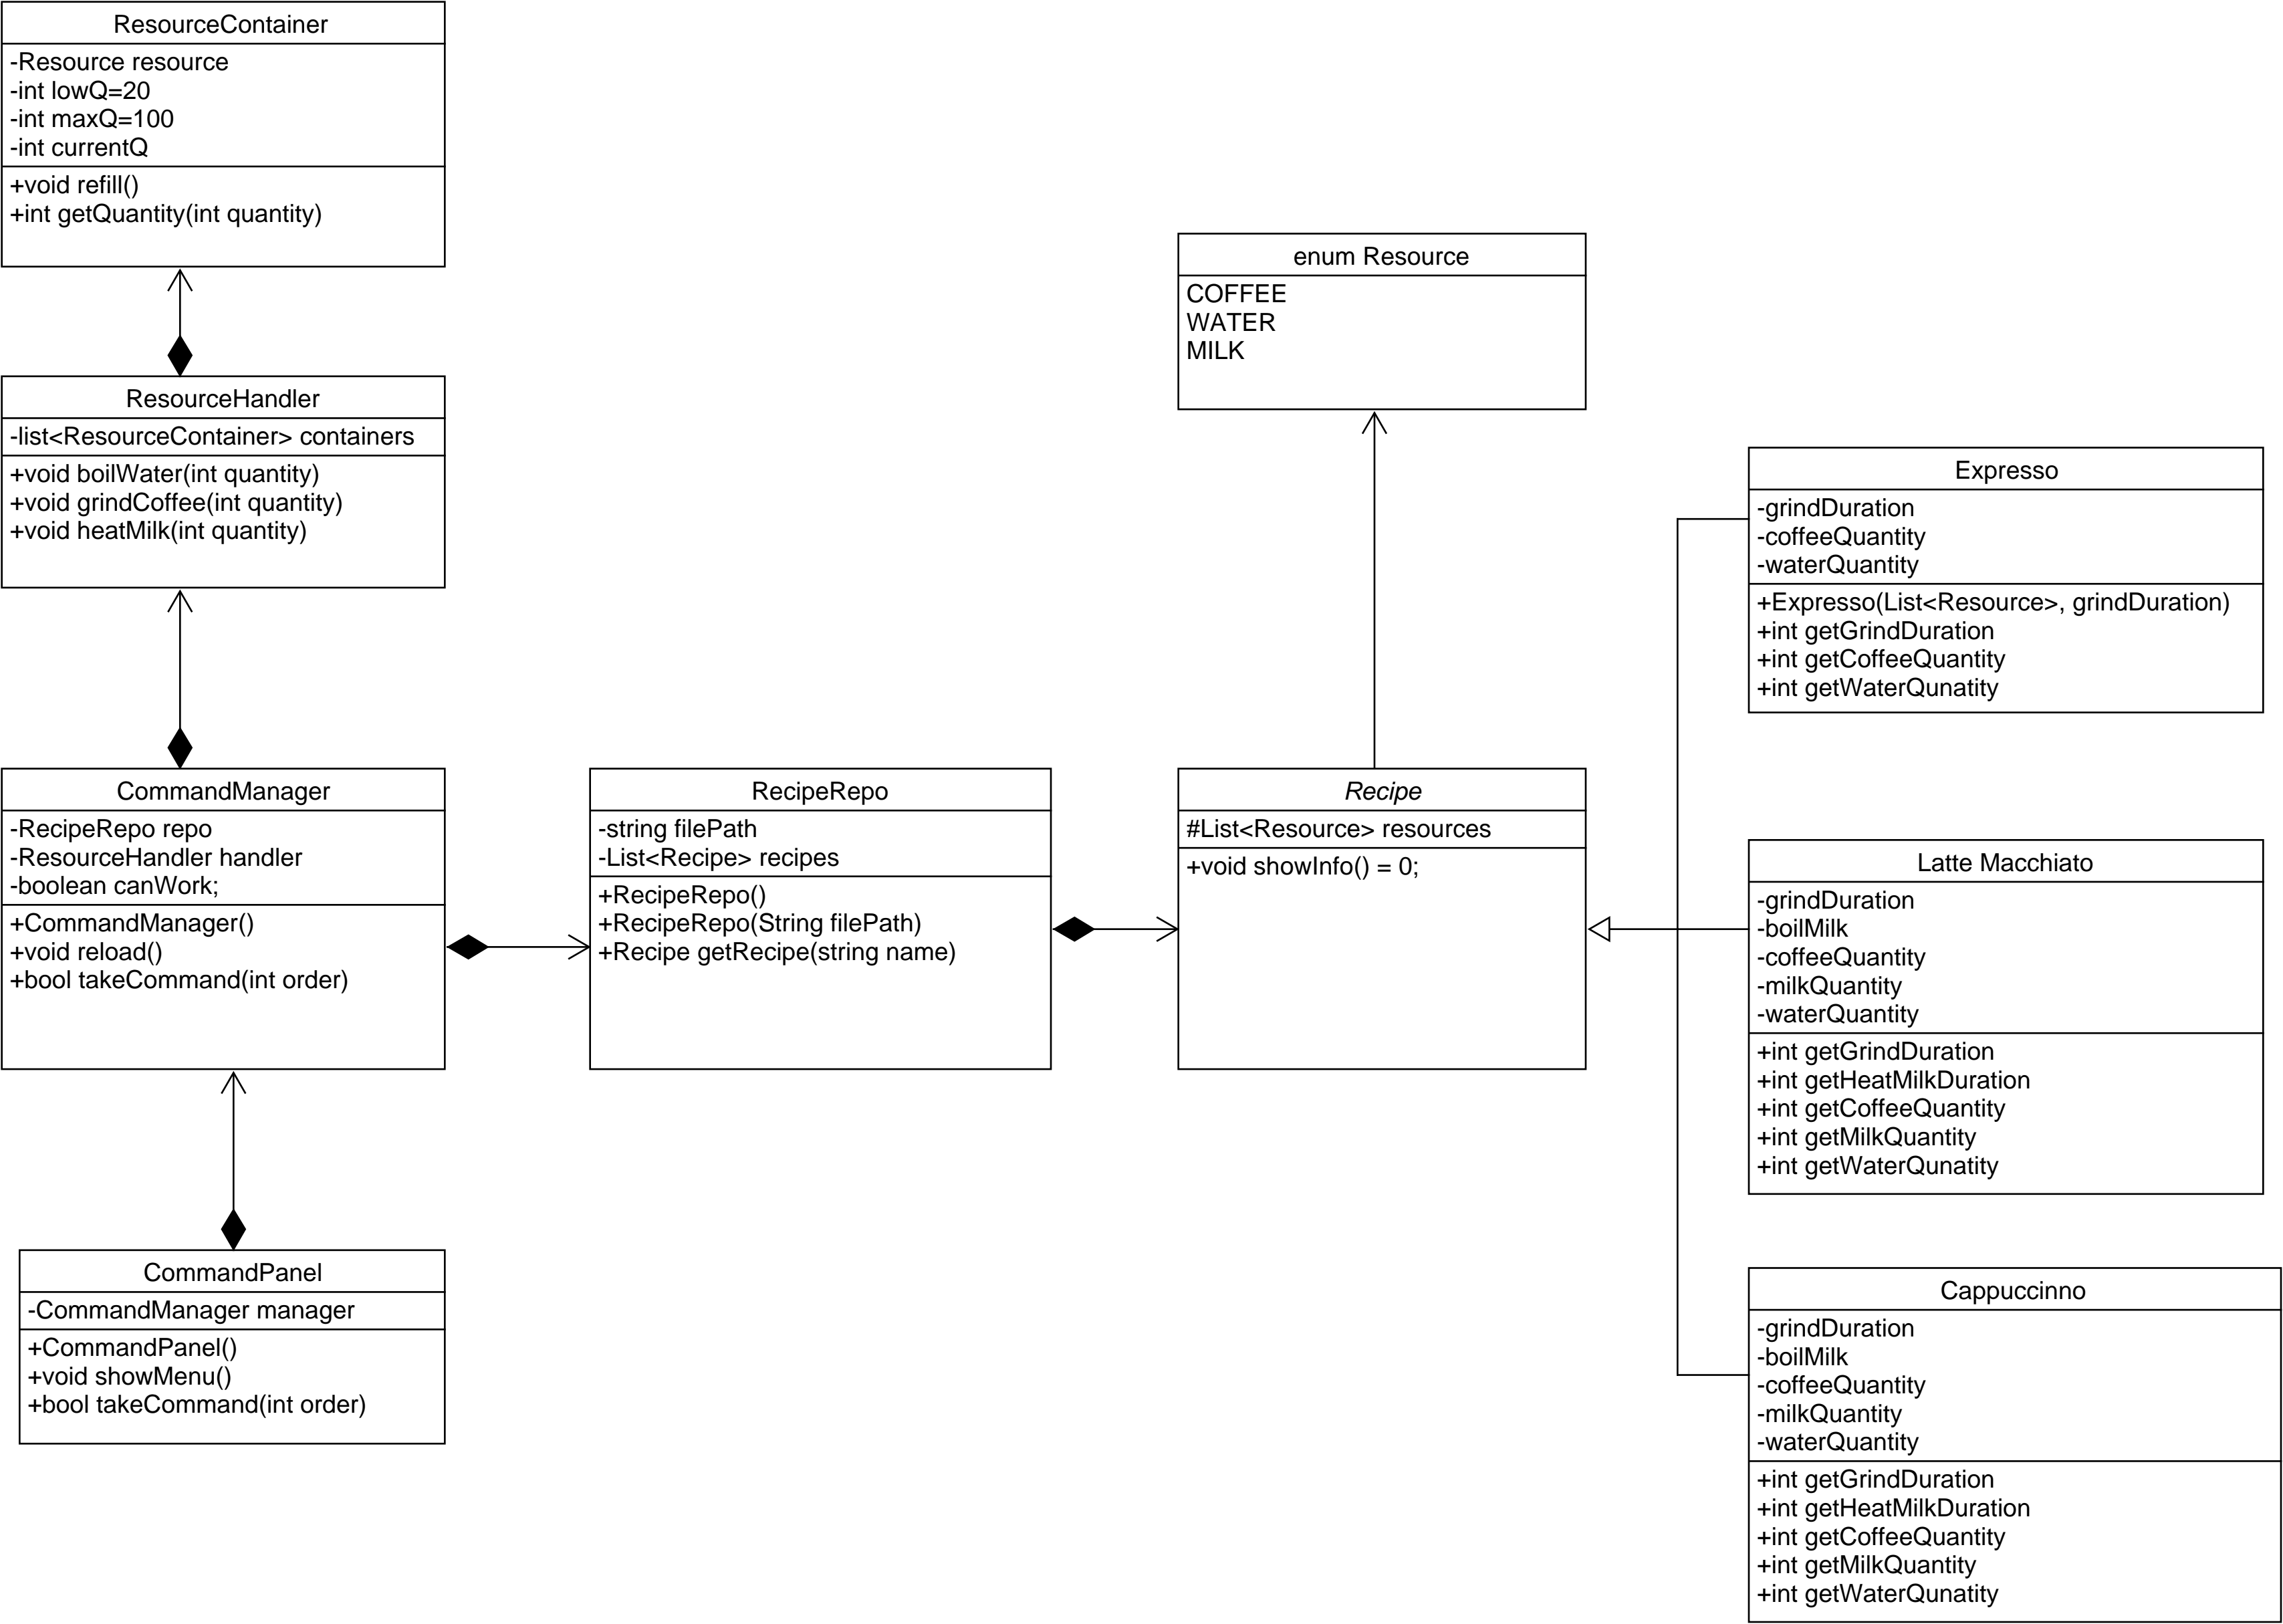 ResourceContainer
-Resource resource
-int lowQ=20
-int maxQ=100
-int currentQ
+void refill()
+int getQuantity(int quantity)
ResourceHandler
-list<ResourceContainer> containers
+void boilWater(int quantity)
+void grindCoffee(int quantity)
+void heatMilk(int quantity)
CommandManager
-RecipeRepo repo
-ResourceHandler handler
-boolean canWork;
+CommandManager()
+void reload()
+bool takeCommand(int order)
CommandPanel
-CommandManager manager
+CommandPanel()
+void showMenu()
+bool takeCommand(int order)
RecipeRepo
-string filePath
-List<Recipe> recipes
+RecipeRepo()
+RecipeRepo(String filePath)
+Recipe getRecipe(string name)
enum Resource
COFFEE
WATER
MILK
Recipe
#List<Resource> resources
+void showInfo() = 0;
Expresso
-grindDuration
-coffeeQuantity
-waterQuantity
+Expresso(List<Resource>, grindDuration)
+int getGrindDuration
+int getCoffeeQuantity
+int getWaterQunatity
Latte Macchiato
-grindDuration
-boilMilk
-coffeeQuantity
-milkQuantity
-waterQuantity
+int getGrindDuration
+int getHeatMilkDuration
+int getCoffeeQuantity
+int getMilkQuantity
+int getWaterQunatity
Cappuccinno
-grindDuration
-boilMilk
-coffeeQuantity
-milkQuantity
-waterQuantity
+int getGrindDuration
+int getHeatMilkDuration
+int getCoffeeQuantity
+int getMilkQuantity
+int getWaterQunatity